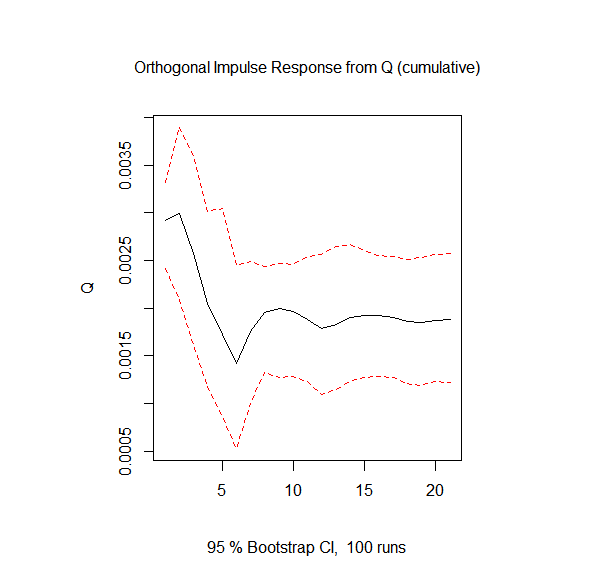 Orthogonal Impulse Response from Q (cumulative)
0.0035
0.0025
0.0015
0.0005
Q
5 10 15 20
95 % Bootstrap CI, 100 runs